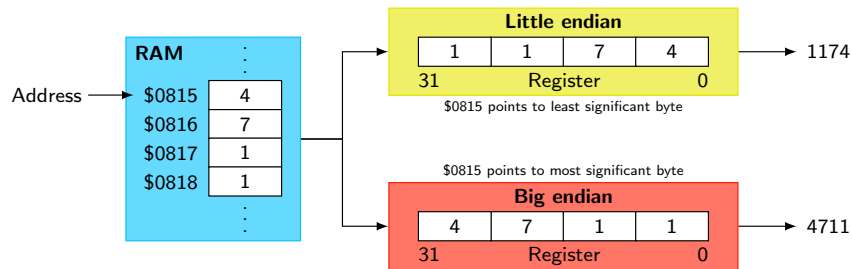 RAM
Address
$0815 4
$0816 7
$0817 1
$0818 1
Little endian
1 1 7 4
31 Register 0
$0815 points to least significant byte
1174
$0815 points to most significant byte
Big endian
4 7 1 1
31 Register 0
4711